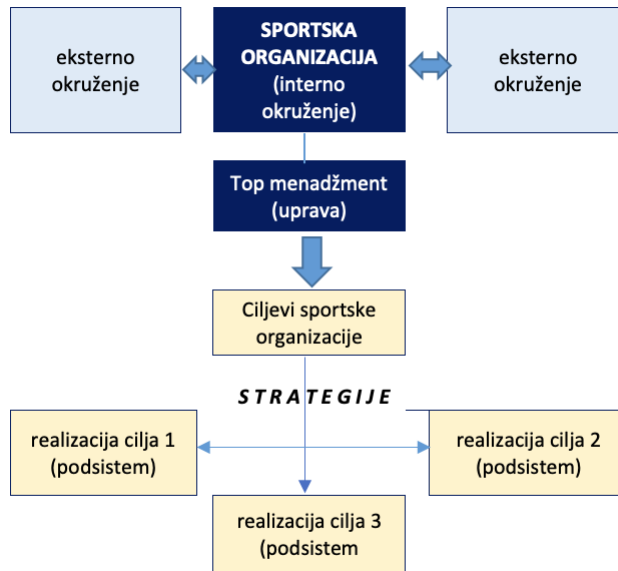 eksterno
okruženje
SPORTSKA
ORGANIZACIJA
(interno
okruženje)
eksterno
okruženje
Top menadžment
(uprava)
Ciljevi sportske
organizacije
STRATEGIJE
realizacija cilja 1
(podsistem)
realizacija cilja 2
(podsistem)
realizacija cilja 3
(podsistem